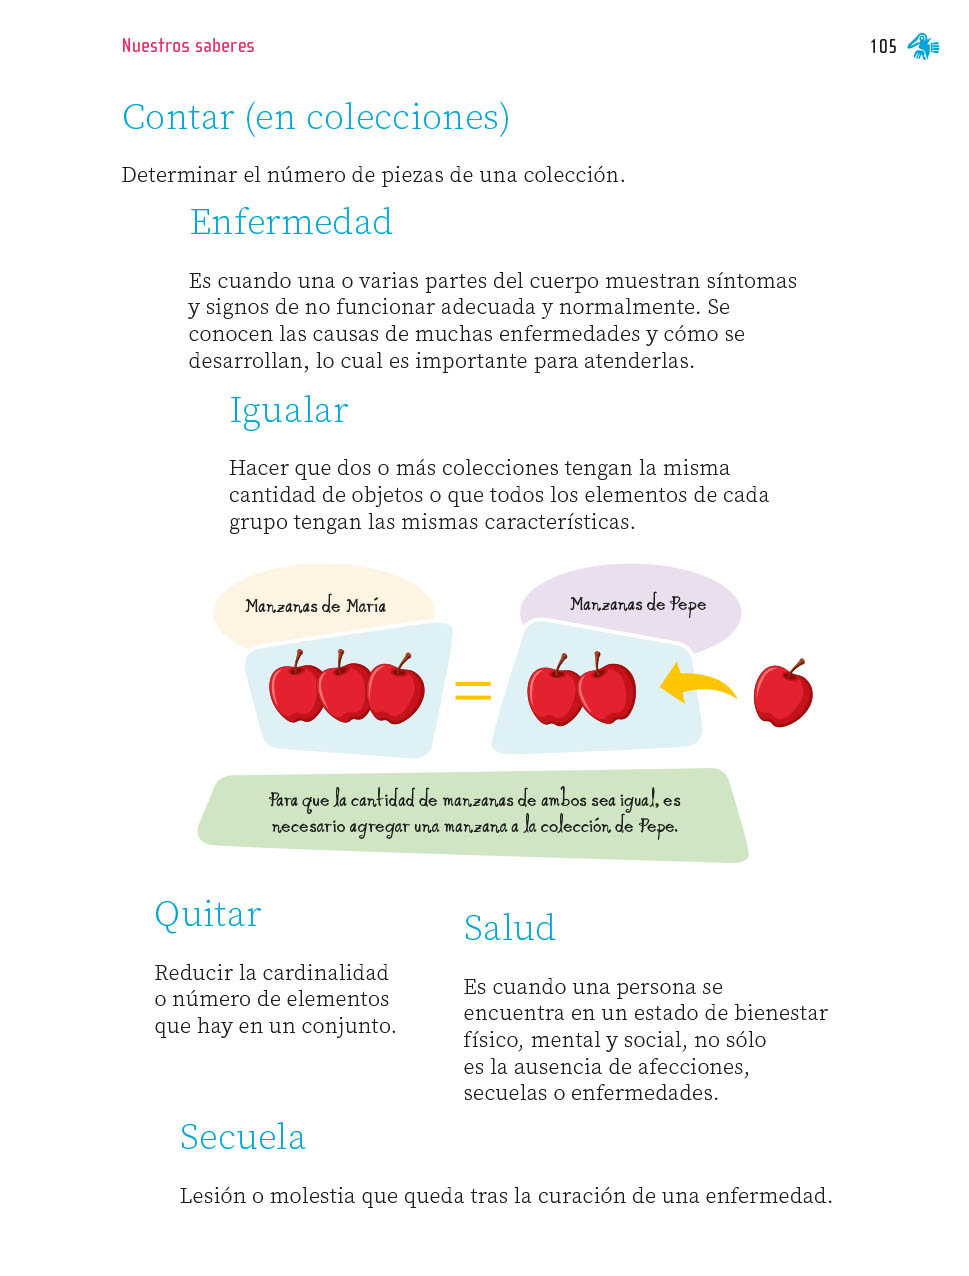 Nuestros saberes
105
Contar (en colecciones)
Determinar el número de piezas de una colección.
Enfermedad
Es cuando una o varias partes del cuerpo muestran síntomas
y signos de no funcionar adecuada y normalmente. Se
conocen las causas de muchas enfermedades y cómo se
desarrollan, lo cual es importante para atenderlas.
Igualar
Hacer que dos o más colecciones tengan la misma
cantidad de objetos o que todos los elementos de cada
grupo tengan las mismas características.
Manzanas de María
Manzanas de Pepe
=
Para que la cantidad de manzanas de ambos sea igual, es
necesario agregar una manzana a la colección de Pepe.
Quitar
Reducir la cardinalidad
o número de elementos
que hay en un conjunto.
Salud
Es cuando una persona se
encuentra en un estado de bienestar
físico, mental y social, no sólo
es la ausencia de afecciones,
secuelas o enfermedades.
Secuela
Lesión o molestia que queda tras la curación de una enfermedad.